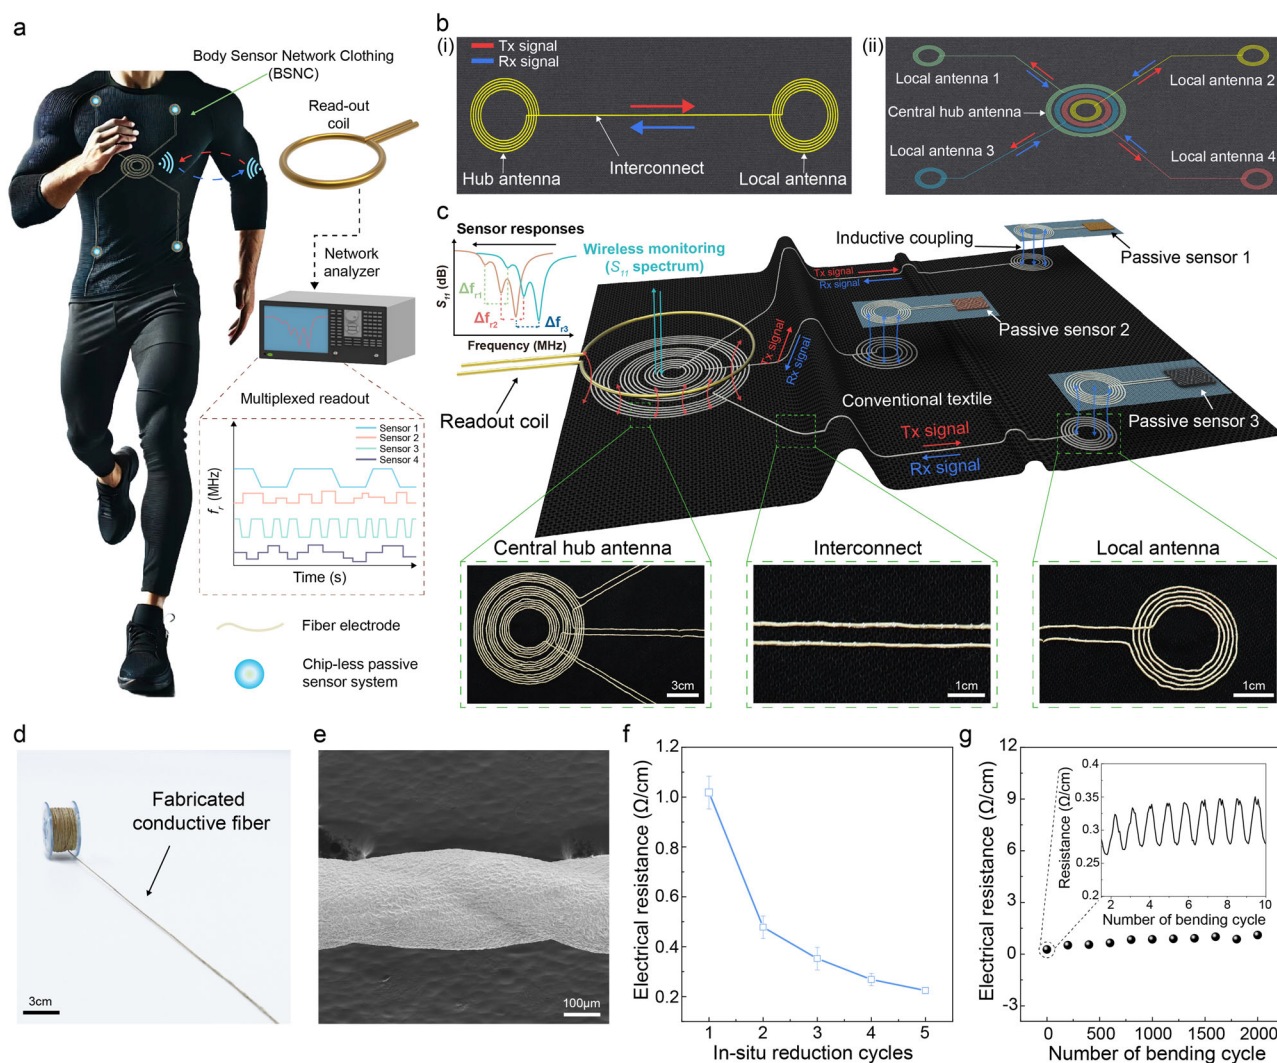 a
Body Sensor Network Clothing
(BSNC)
Read-out
coil
Network
analyzer
Multiplexed readout
Sensor 1
Sensor 2
Sensor 3
Sensor 4
fr (MHz)
Time (s)
Fiber electrode
Chip-less passive
sensor system
b
(i)
Tx signal
Rx signal
Interconnect
Hub antenna
Local antenna
(ii)
Local antenna 1
Local antenna 2
Central hub antenna
Local antenna 3
Local antenna 4
c
Sensor responses
S11 (dB)
Δfr1
Δfr2
Δfr3
Frequency (MHz)
Wireless monitoring
(S11 spectrum)
Readout coil
Inductive coupling
Tx signal
Rx signal
Passive sensor 1
Tx signal
Rx signal
Passive sensor 2
Conventional textile
Passive sensor 3
Tx signal
Rx signal
Central hub antenna
3cm
Interconnect
1cm
Local antenna
1cm
d
Fabricated
conductive fiber
3cm
e
100μm
f
Electrical resistance (Ω/cm)
1.2
1.0
0.8
0.6
0.4
0.2
1 2 3 4 5
In-situ reduction cycles
g
Electrical resistance (Ω/cm)
12
9
6
3
0
-3
0 500 1000 1500 2000
Number of bending cycle
Resistance (Ω/cm)
0.4
0.35
0.3
0.25
0.2
2 4 6 8 10
Number of bending cycle